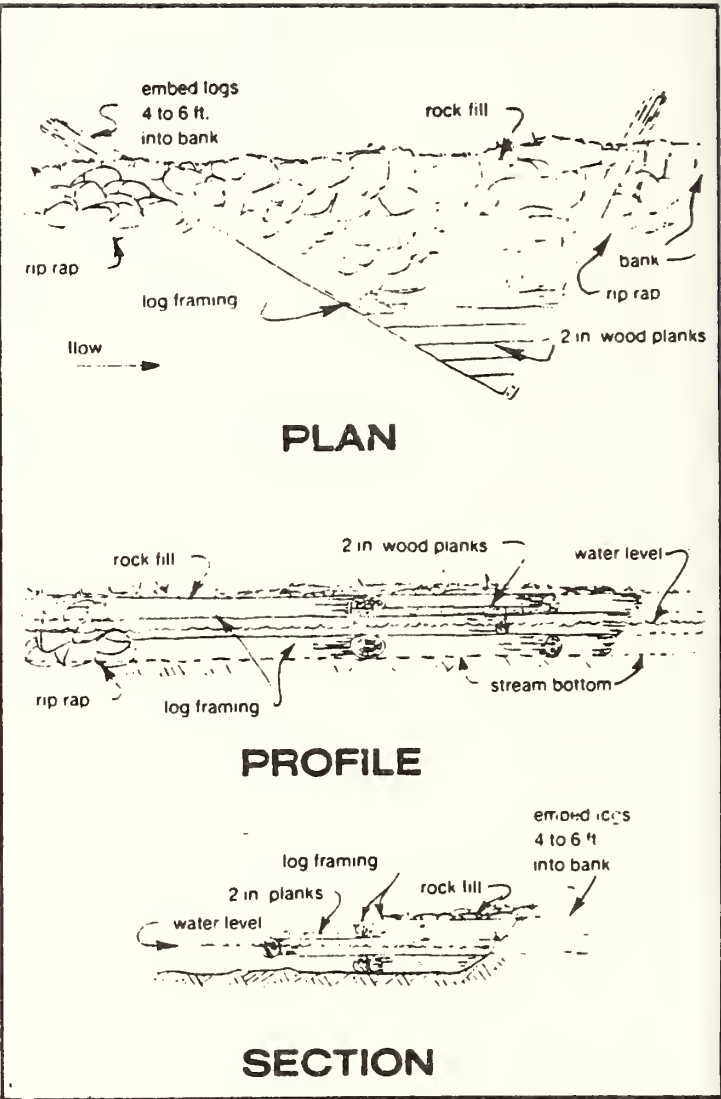 embed logs
4 to 6 ft.
into bank
rock fill
rip rap
log framing
bank
rip rap
2 in wood planks
flow
PLAN
rock fill
2 in wood planks
water level
rip rap
log framing
stream bottom
PROFILE
embed logs
4 to 6 ft
into bank
log framing
2 in planks
rock fill
water level
SECTION